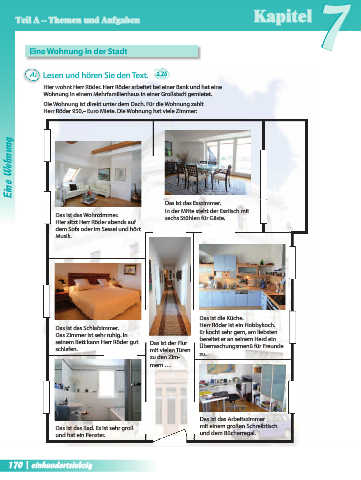 Teil A – Themen und Aufgaben
Kapitel
7
Eine Wohnung in der Stadt
A1
Lesen und hören Sie den Text.
2.26
Hier wohnt Herr Röder. Herr Röder arbeitet bei einer Bank und hat eine
Wohnung in einem Mehrfamilienhaus in einer Großstadt gemietet.
Die Wohnung ist direkt unter dem Dach. Für die Wohnung zahlt
Herr Röder 950,– Euro Miete. Die Wohnung hat viele Zimmer:
Eine Wohnung
Das ist das Wohnzimmer.
Hier sitzt Herr Röder abends auf
dem Sofa oder im Sessel und hört
Musik.
Das ist das Esszimmer.
In der Mitte steht der Esstisch mit
sechs Stühlen für Gäste.
Das ist das Schlafzimmer.
Das Zimmer ist sehr ruhig. In
seinem Bett kann Herr Röder gut
schlafen.
Das ist der Flur
mit vielen Türen
zu den Zim-
mern …
Das ist die Küche.
Herr Röder ist ein Hobbykoch.
Er kocht sehr gern, am liebsten
bereitet er an seinem Herd ein
Überraschungsmenü für Freunde
zu.
Das ist das Bad. Es ist sehr groß
und hat ein Fenster.
Das ist das Arbeitszimmer
mit einem großen Schreibtisch
und dem Bücherregal.
170 | einhundertsiebzig